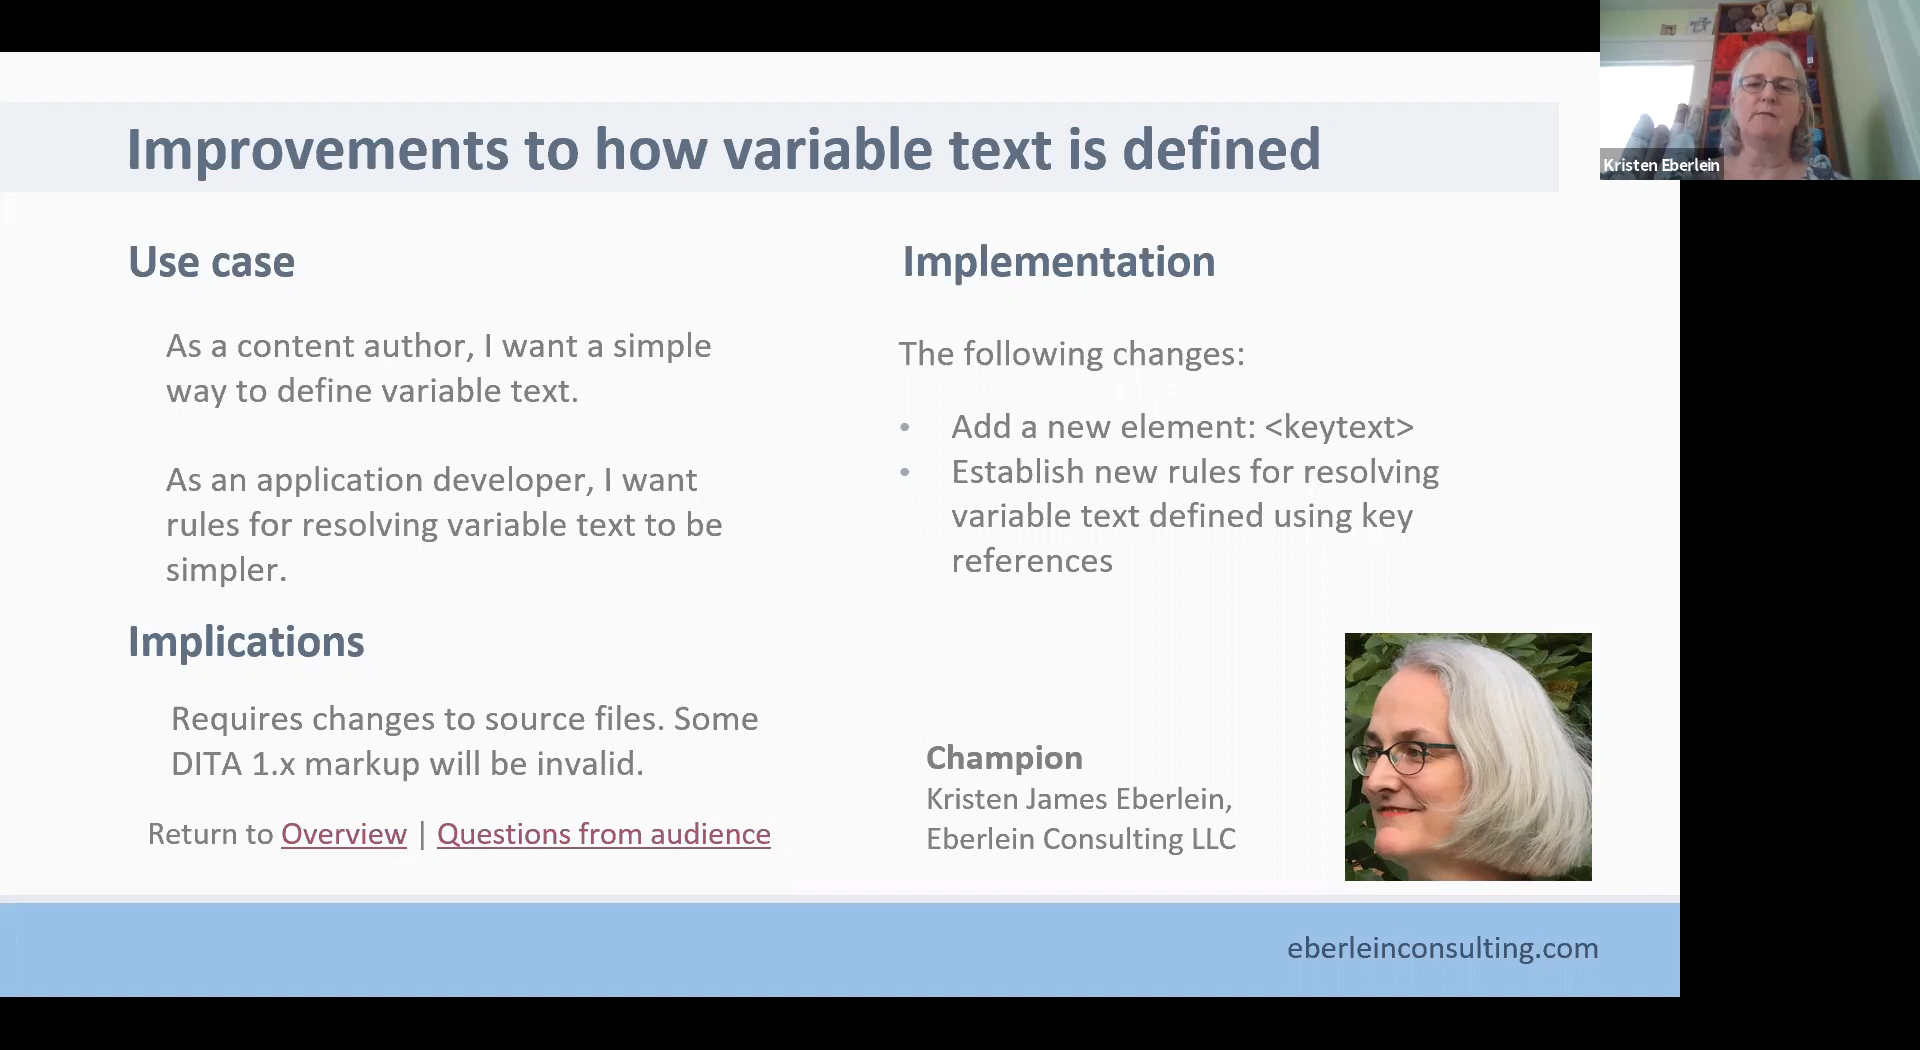 Improvements to how variable text is defined
Kristen Eberlein
Use case
As a content author, I want a simple
way to define variable text.
As an application developer, I want
rules for resolving variable text to be
simpler.
Implications
Requires changes to source files. Some
DITA 1.x markup will be invalid.
Return to Overview | Questions from audience
Implementation
The following changes:
• Add a new element: <keytext>
• Establish new rules for resolving
variable text defined using key
references
Champion
Kristen James Eberlein,
Eberlein Consulting LLC
eberleinconsulting.com